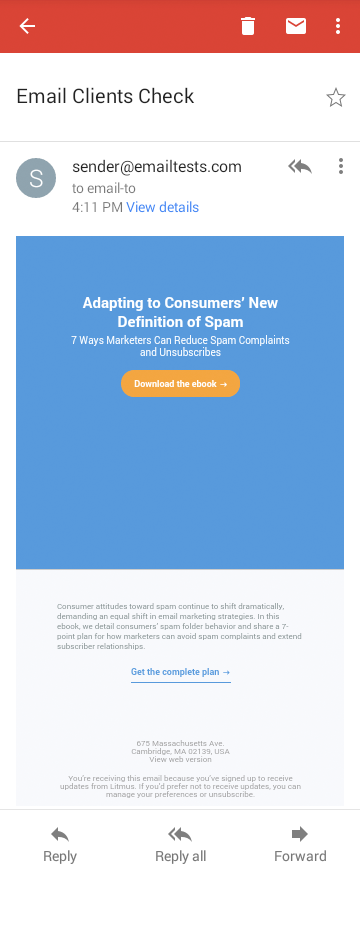 Email Clients Check
S
sender@emailtests.com
to email-to
4:11 PM View details
Adapting to Consumers’ New
Definition of Spam
7 Ways Marketers Can Reduce Spam Complaints
and Unsubscribes
Download the ebook →
Consumer attitudes toward spam continue to shift dramatically,
demanding an equal shift in email marketing strategies. In this
ebook, we detail consumers’ spam folder behavior and share a 7-
point plan for how marketers can avoid spam complaints and extend
subscriber relationships.
Get the complete plan →
675 Massachusetts Ave.
Cambridge, MA 02139, USA
View web version
You’re receiving this email because you’ve signed up to receive
updates from Litmus. If you’d prefer not to receive updates, you can
manage your preferences or unsubscribe.
Reply
Reply all
Forward